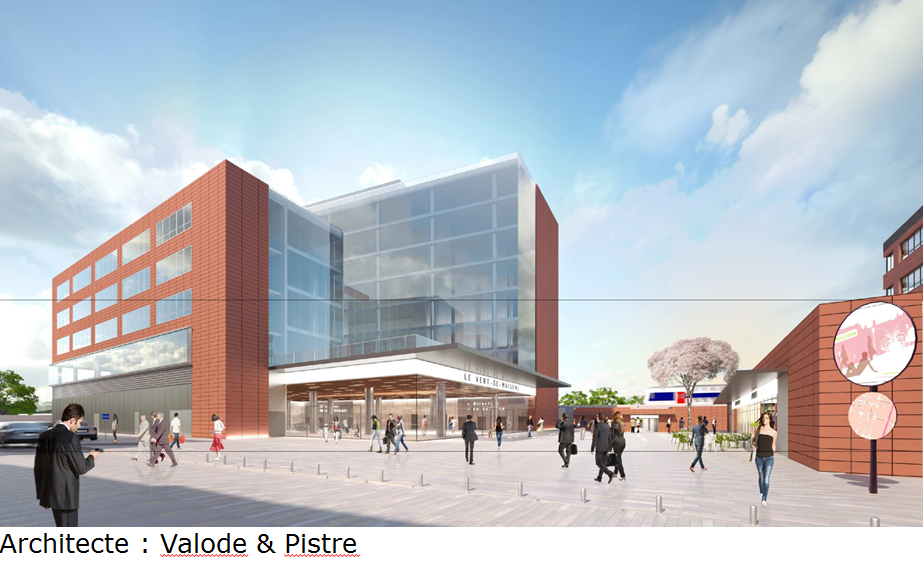 LE VERT-DE-MAISONS
Architecte : Valode & Pistre